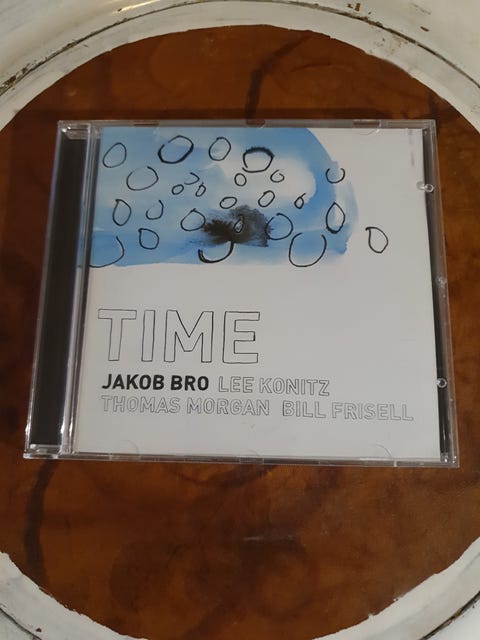 TIME
JAKOB BRO LEE KONITZ
THOMAS MORGAN BILL FRISELL